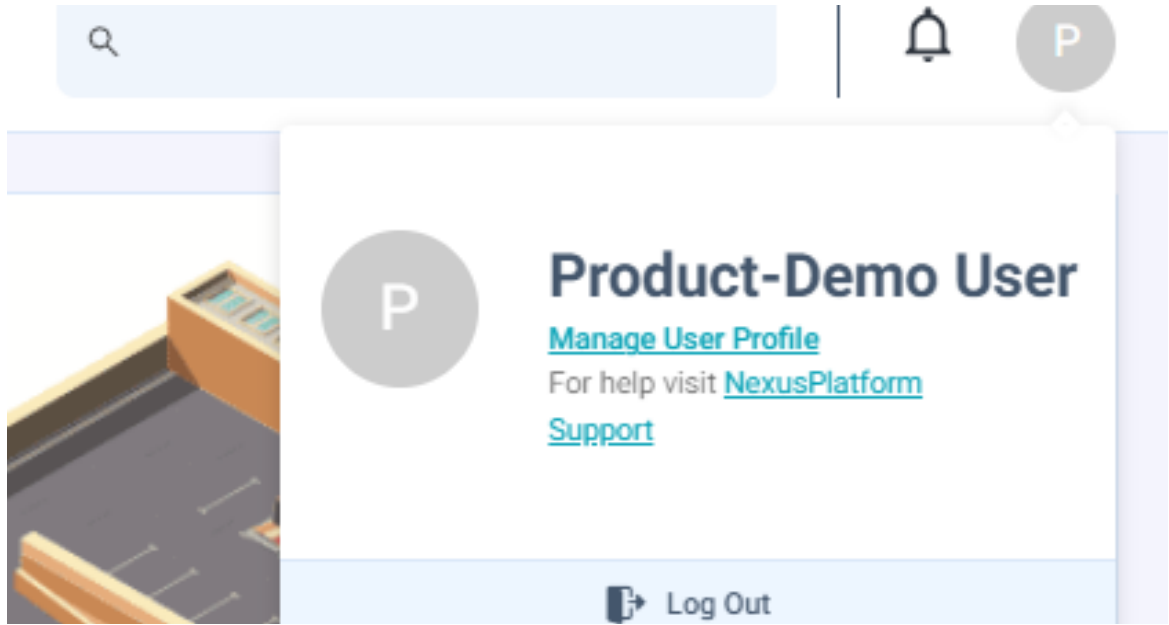 P
P
Product-Demo User
Manage User Profile
For help visit NexusPlatform
Support
Log Out